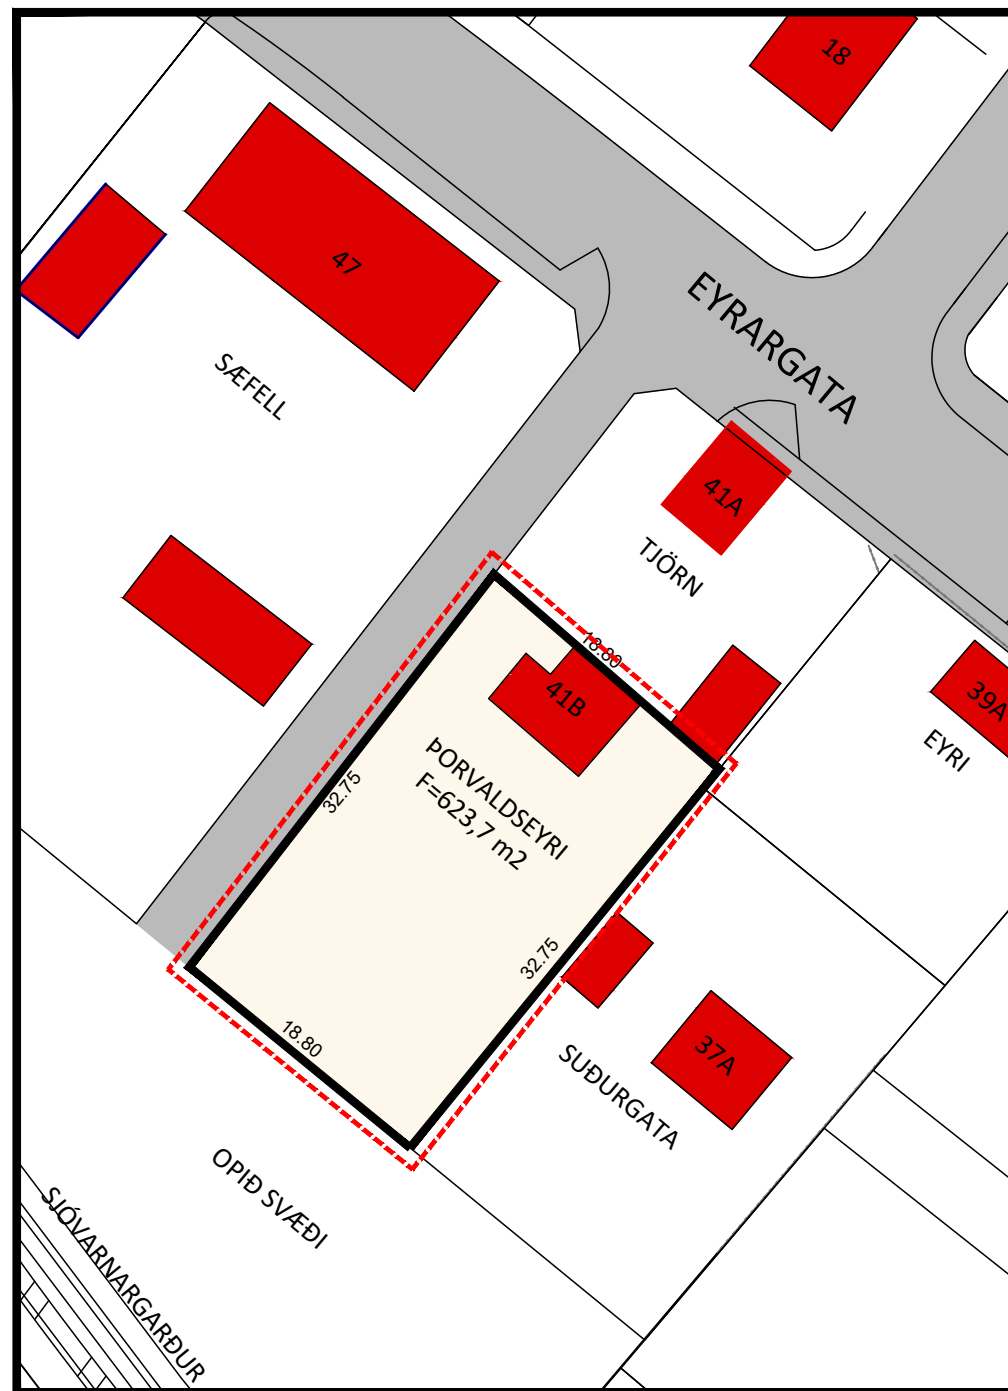 18
47
EYRARGATA
SÆFELL
41A
TJÖRN
18.80
41B
39A
EYRI
ÞORVALDSEYRI
F=623,7 m2
32.75
32.75
18.80
37A
SUÐURGATA
OPIÐ SVÆÐI
SJÓVARNARGARÐUR